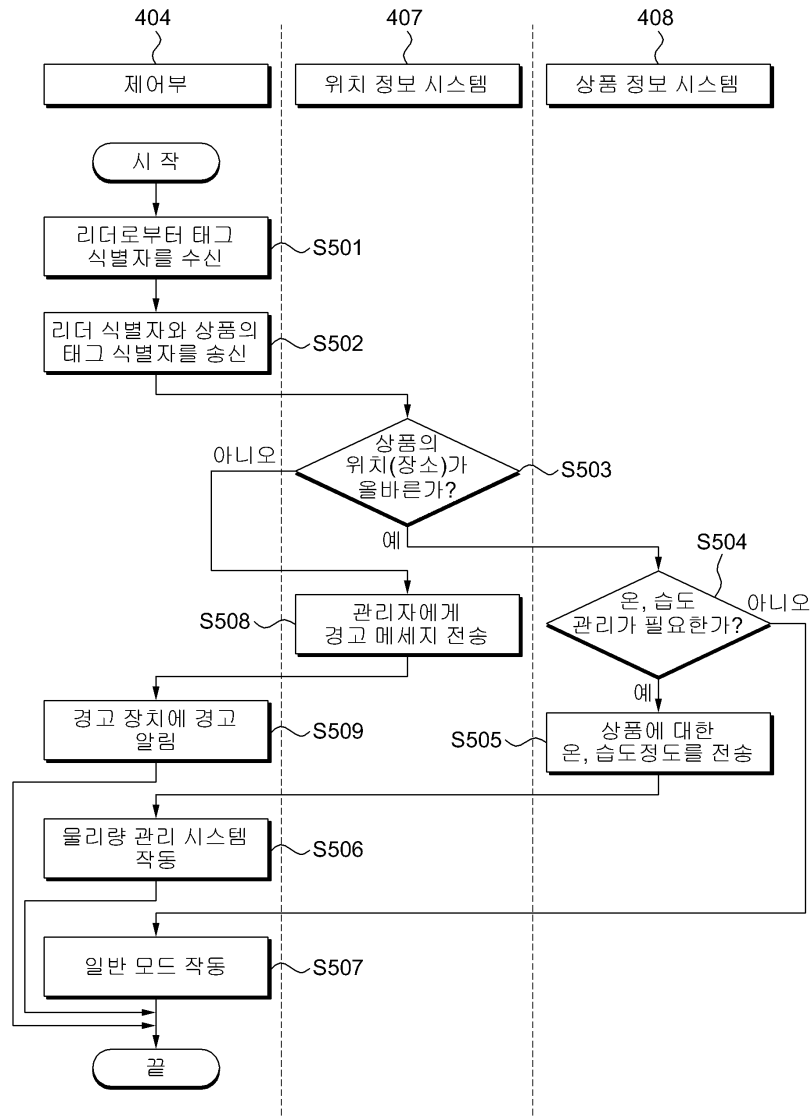 404
407
408
제어부
위치 정보 시스템
상품 정보 시스템
시 작
리더로부터 태그
식별자를 수신
S501
리더 식별자와 상품의
태그 식별자를 송신
S502
상품의
위치(장소)가
올바른가?
S503
아니오
예
S504
온, 습도
관리가 필요한가?
아니오
예
S508
관리자에게
경고 메세지 전송
경고 장치에 경고
알림
S509
S505
상품에 대한
온, 습도정도를 전송
물리량 관리 시스템
작동
S506
일반 모드 작동
S507
끝